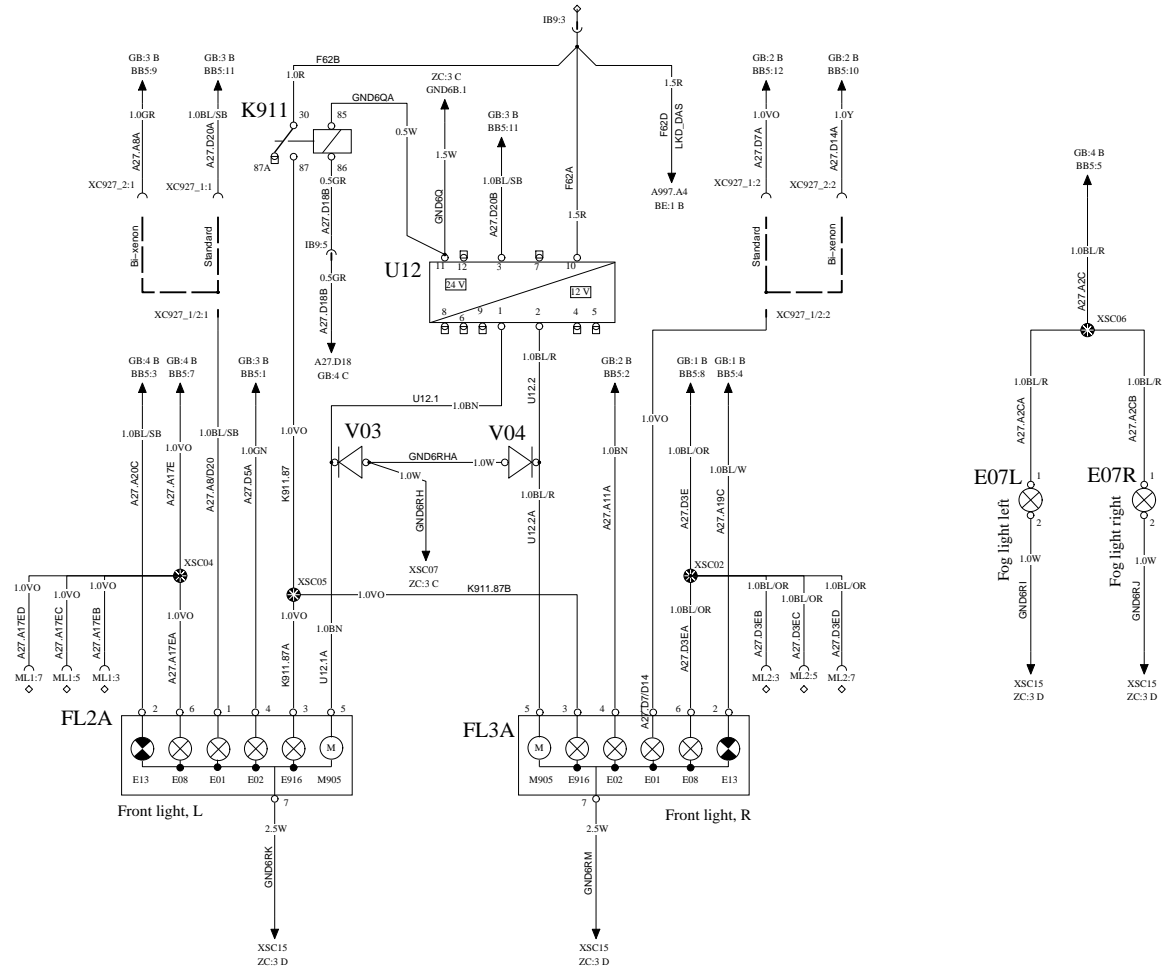 IB9:3
GB:3 B
BB5:9
GB:3 B
BB5:11
F62B
1.0R
K911
30
85
87A
87
86
GND6QA
0.5W
ZC:3 C
GND6B.1
1.5W
GND6Q
GB:3 B
BB5:11
1.0BL/SB
A27.D20B
F62A
1.5R
1.5R
F62D
LKD_DAS
A997.A4
BE:1 B
GB:2 B
BB5:12
GB:2 B
BB5:10
1.0VO
A27.D7A
1.0Y
A27.D14A
XC927_1:2
XC927_2:2
Standard
Bi-xenon
XC927_1/2:2
1.0GR
A27.A8A
1.0BL/SB
A27.D20A
XC927_2:1
XC927_1:1
Bi-xenon
Standard
XC927_1/2:1
0.5GR
A27.D18B
IB9:5
0.5GR
A27.D18B
A27.D18
GB:4 C
U12
11
12
3
7
10
24 V
12 V
8
6
9
1
2
4
5
GB:4 B
BB5:5
1.0BL/R
A27.A2C
XSC06
1.0BL/R
A27.A2CA
1.0BL/R
A27.A2CB
E07L
1
2
Fog light left
E07R
1
2
Fog light right
1.0W
GND6RI
1.0W
GND6RJ
XSC15
ZC:3 D
XSC15
ZC:3 D
GB:4 B
BB5:3
GB:4 B
BB5:7
GB:3 B
BB5:1
U12.1
1.0BN
1.0BL/R
U12.2
GB:2 B
BB5:2
GB:1 B
BB5:8
GB:1 B
BB5:4
1.0BL/SB
A27.A20C
1.0VO
A27.A17E
1.0BL/SB
A27.A8/D20
1.0GN
A27.D5A
1.0VO
K911.87
V03
V04
GND6RHA
1.0W
1.0W
GND6RH
XSC07
ZC:3 C
1.0BL/R
U12.2A
1.0BN
A27.A11A
1.0VO
1.0BL/OR
A27.D3E
1.0BL/W
A27.A19C
XSC04
XSC05
XSC02
K911.87B
1.0VO
1.0VO
A27.A17ED
1.0VO
A27.A17EC
1.0VO
A27.A17EB
1.0VO
A27.A17EA
1.0VO
K911.87A
1.0BN
U12.1A
1.0BL/OR
A27.D3EA
1.0BL/OR
A27.D3EB
1.0BL/OR
A27.D3EC
1.0BL/OR
A27.D3ED
A27.D7/D14
ML1:7
ML1:5
ML1:3
ML2:3
ML2:5
ML2:7
FL2A
2
6
1
4
3
5
M
E13
E08
E01
E02
E916
M905
Front light, L
7
FL3A
5
3
4
1
6
2
M
M905
E916
E02
E01
E08
E13
Front light, R
7
2.5W
GND6RK
2.5W
GND6RM
XSC15
ZC:3 D
XSC15
ZC:3 D